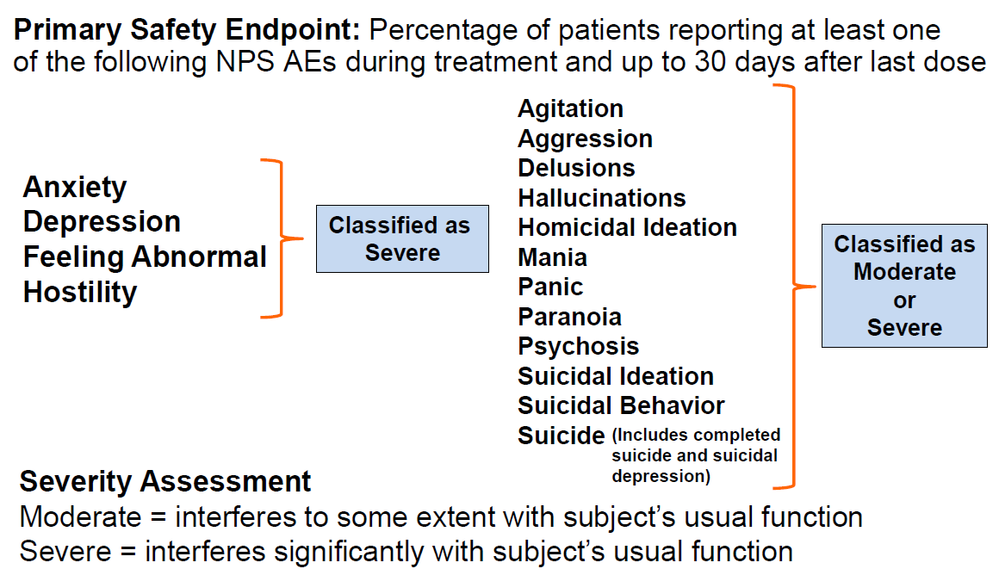 Primary Safety Endpoint: Percentage of patients reporting at least one
of the following NPS AEs during treatment and up to 30 days after last dose
Anxiety
Depression
Feeling Abnormal
Hostility
Classified as
Severe
Agitation
Aggression
Delusions
Hallucinations
Homicidal Ideation
Mania
Panic
Paranoia
Psychosis
Suicidal Ideation
Suicidal Behavior
Suicide (Includes completed
suicide and suicidal
depression)
Classified as
Moderate
or
Severe
Severity Assessment
Moderate = interferes to some extent with subject’s usual function
Severe = interferes significantly with subject’s usual function